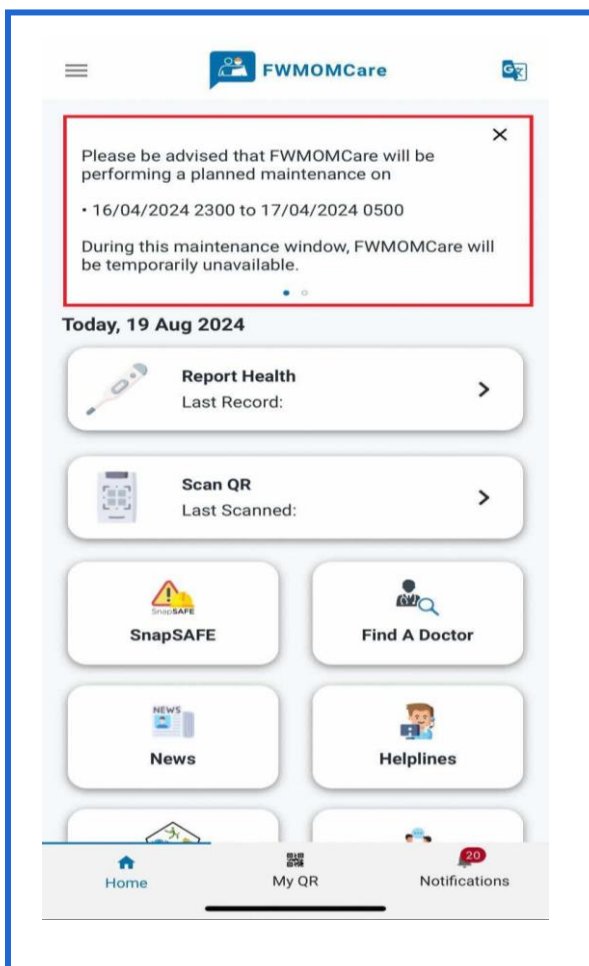 FWMOMCare
Please be advised that FWMOMCare will be
performing a planned maintenance on
• 16/04/2024 2300 to 17/04/2024 0500
During this maintenance window, FWMOMCare will
be temporarily unavailable.
Today, 19 Aug 2024
Report Health
Last Record:
Scan QR
Last Scanned:
SnapSAFE
SnapSAFE
Find A Doctor
NEWS
News
Helplines
20
Home
My QR
Notifications